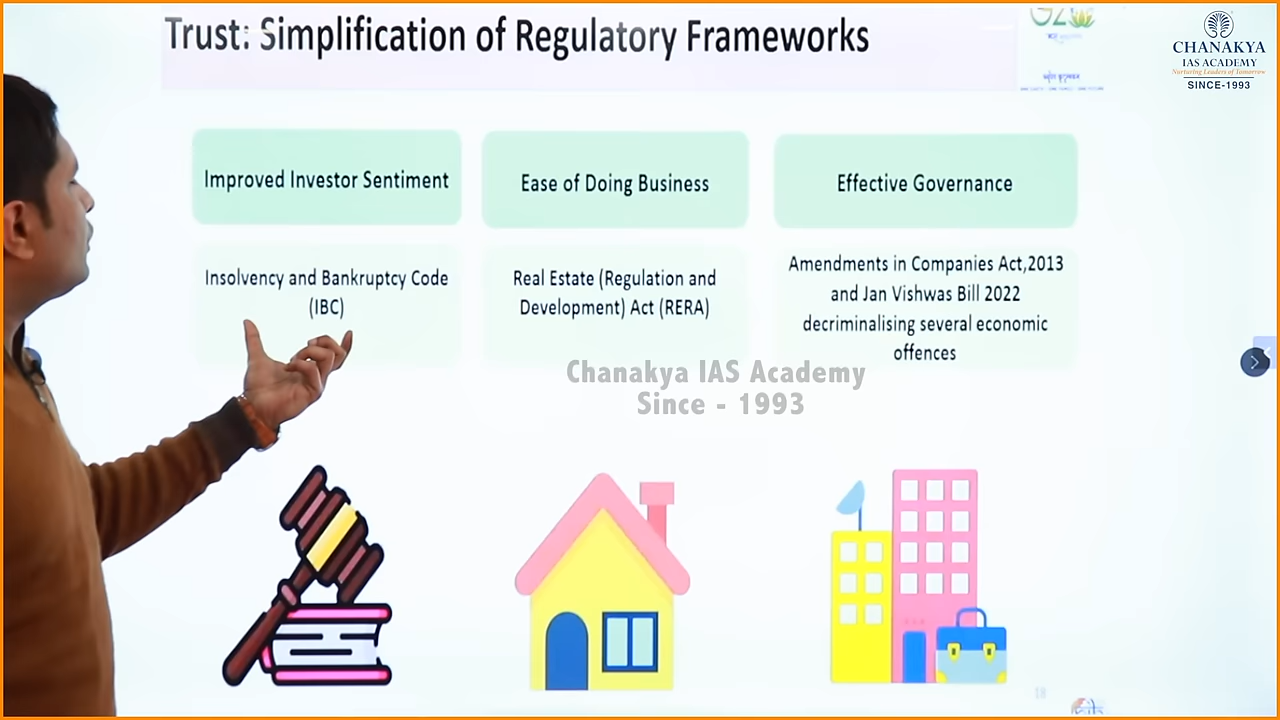 Trust: Simplification of Regulatory Frameworks
G20
CHANAKYA
IAS ACADEMY
Nurturing Leaders of Tomorrow
SINCE-1993
Improved Investor Sentiment
Ease of Doing Business
Effective Governance
Insolvency and Bankruptcy Code
(IBC)
Real Estate (Regulation and
Development) Act (RERA)
Amendments in Companies Act,2013
and Jan Vishwas Bill 2022
decriminalising several economic
offences
Chanakya IAS Academy
Since - 1993
18